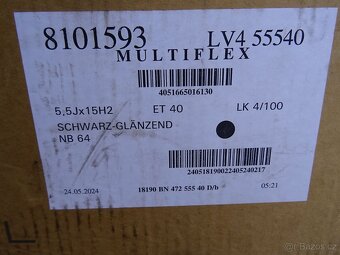 8101593 LV4 55540
MULTIFLEX
4051665016130
5,5Jx15H2 ET 40 LK 4/100
SCHWARZ-GLÄNZEND
NB 64
240518190022405240217
24.05.2024 18190 BN 472 555 40 D/b 05:21